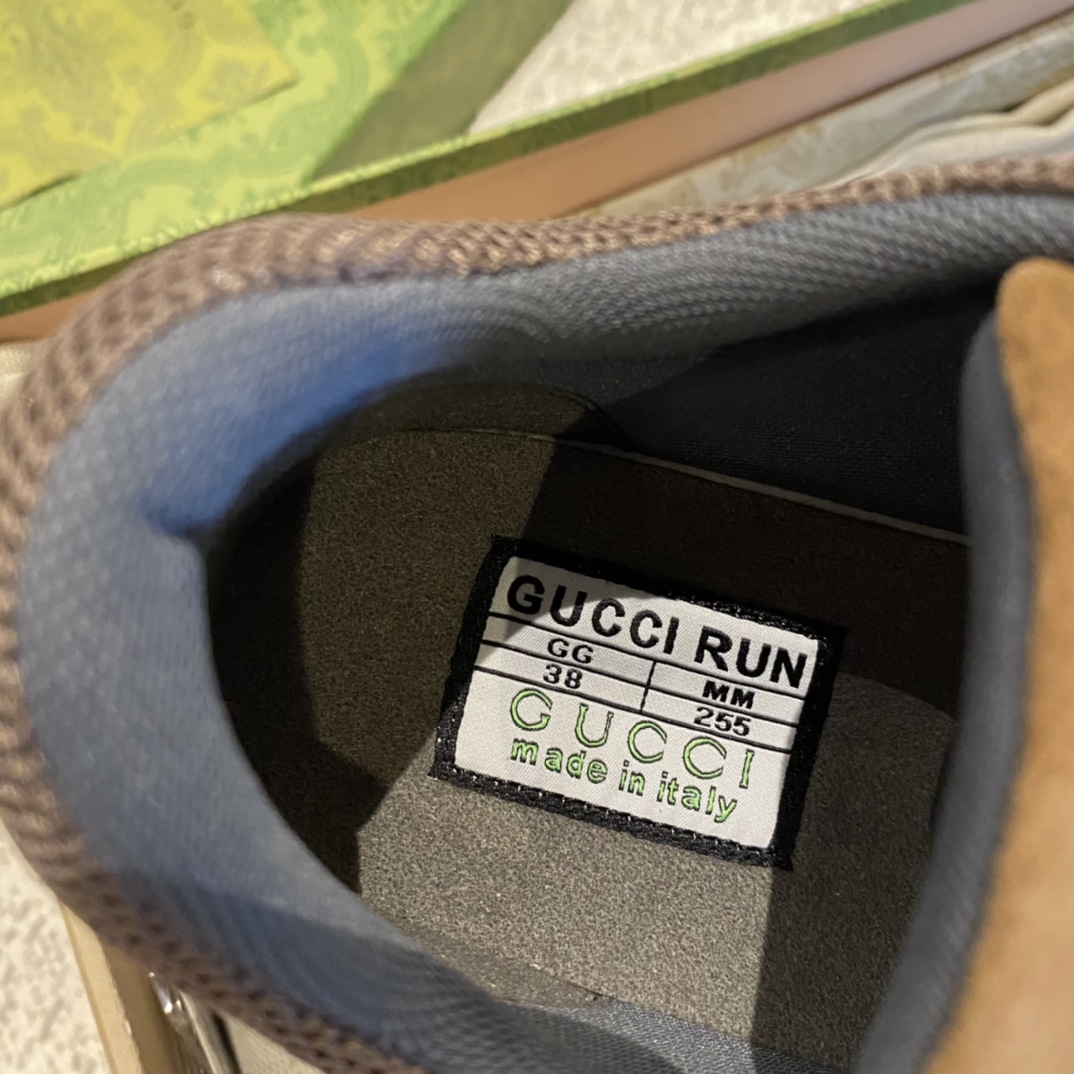 GUCCI RUN
GG MM
38 255
GUCCI
made in italy